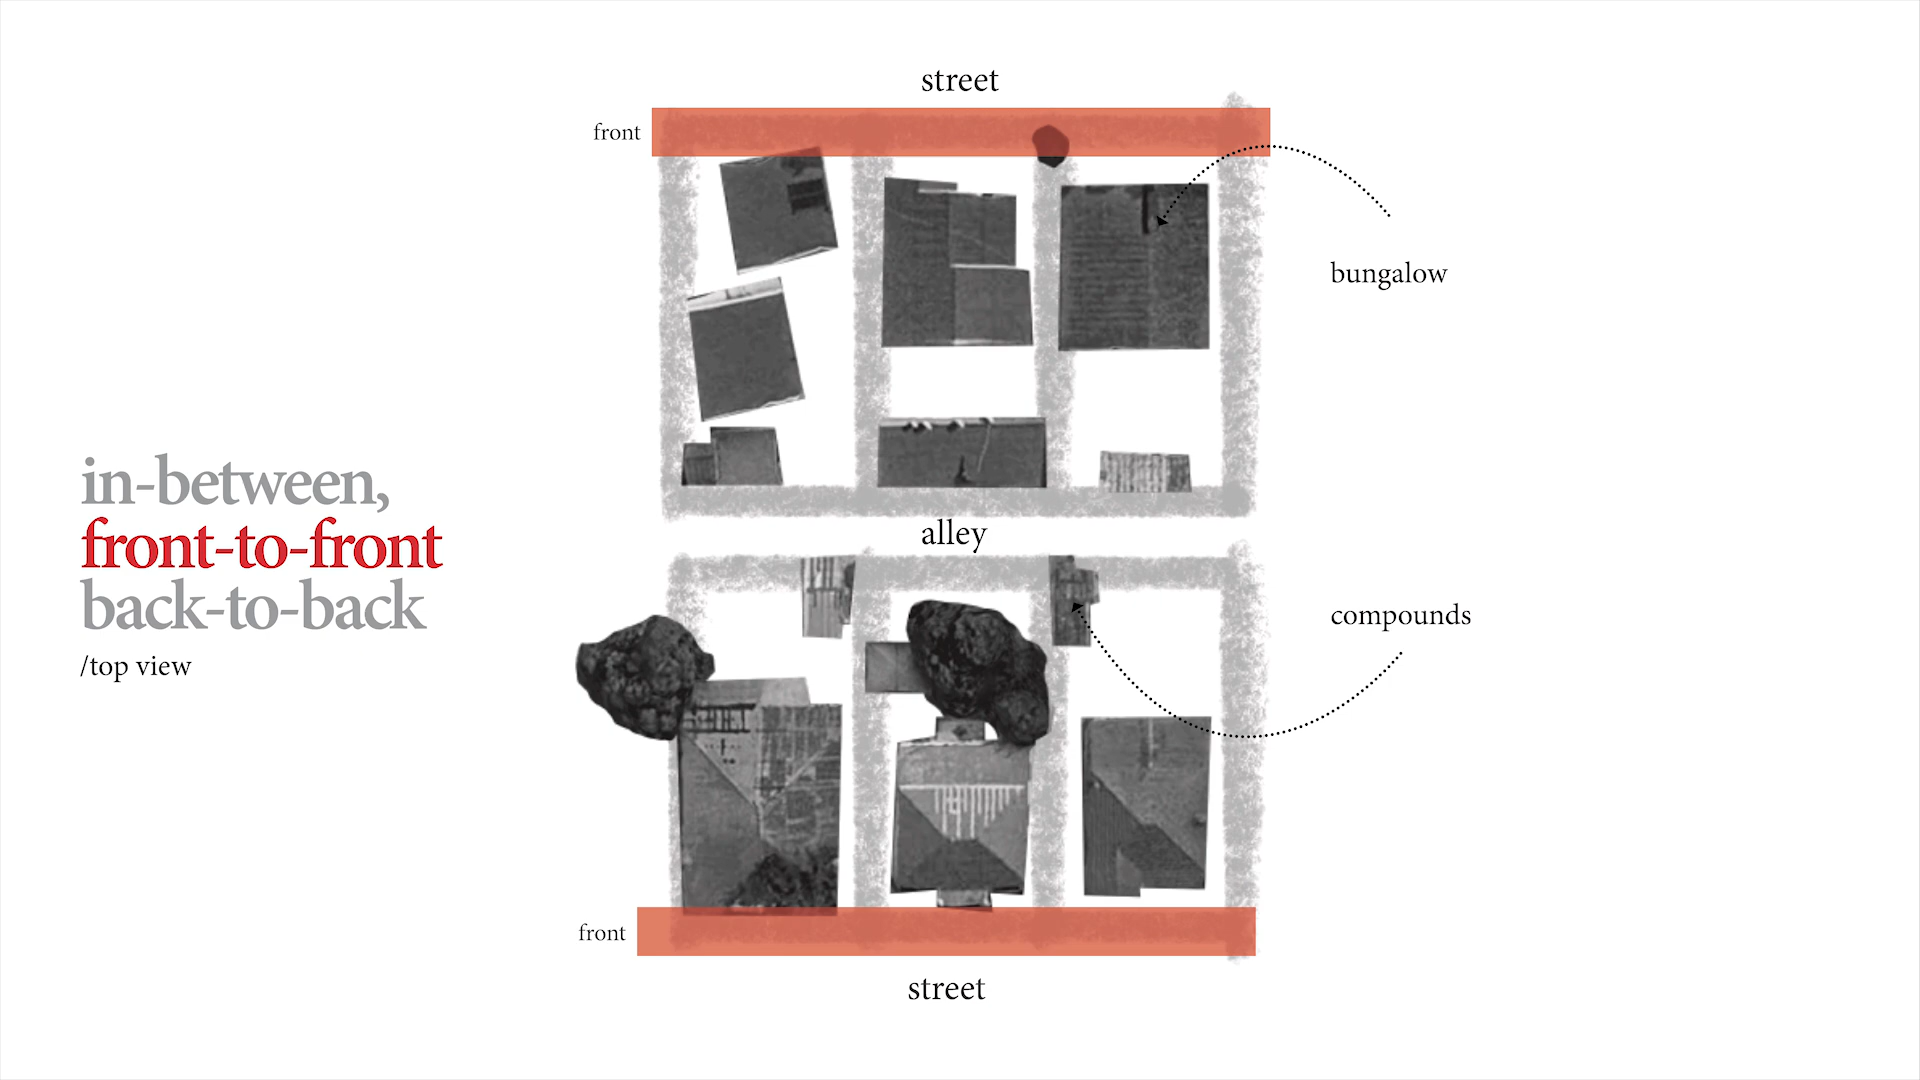 street
front
bungalow
in-between,
front-to-front
back-to-back
/top view
alley
compounds
front
street